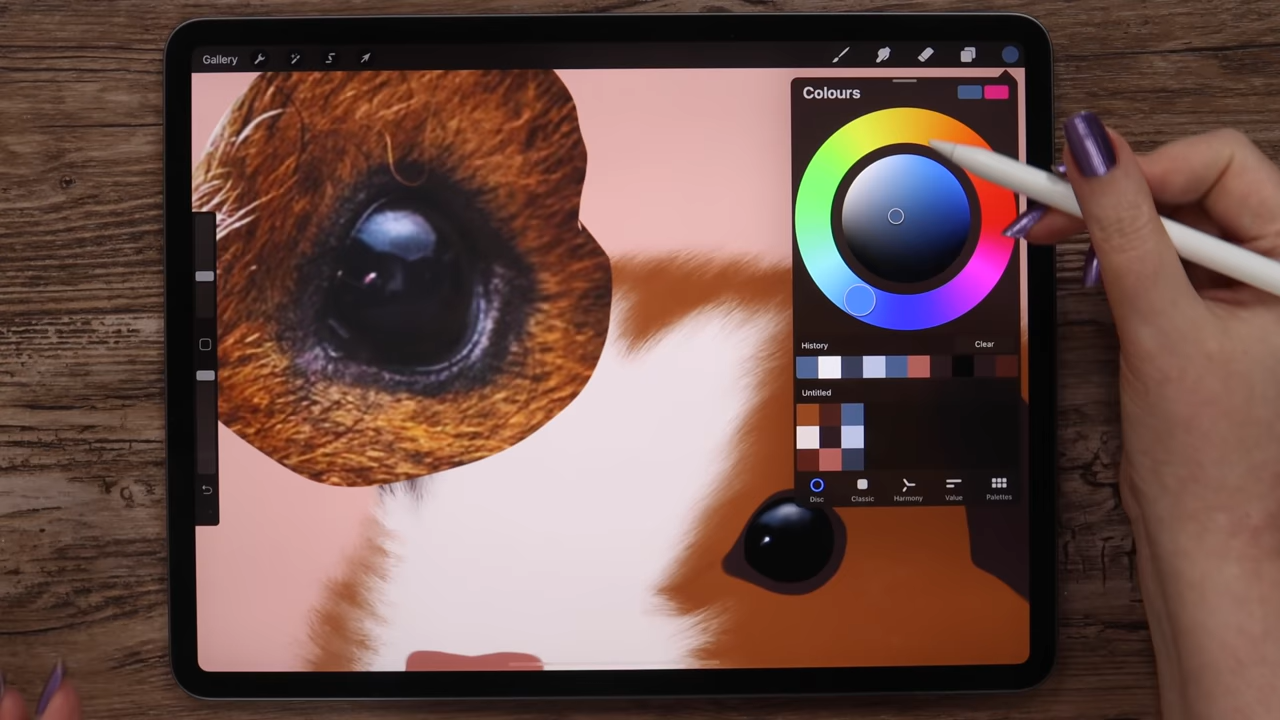 Gallery
Colours
History Clear
Untitled
Disc Classic Harmony Value Palettes